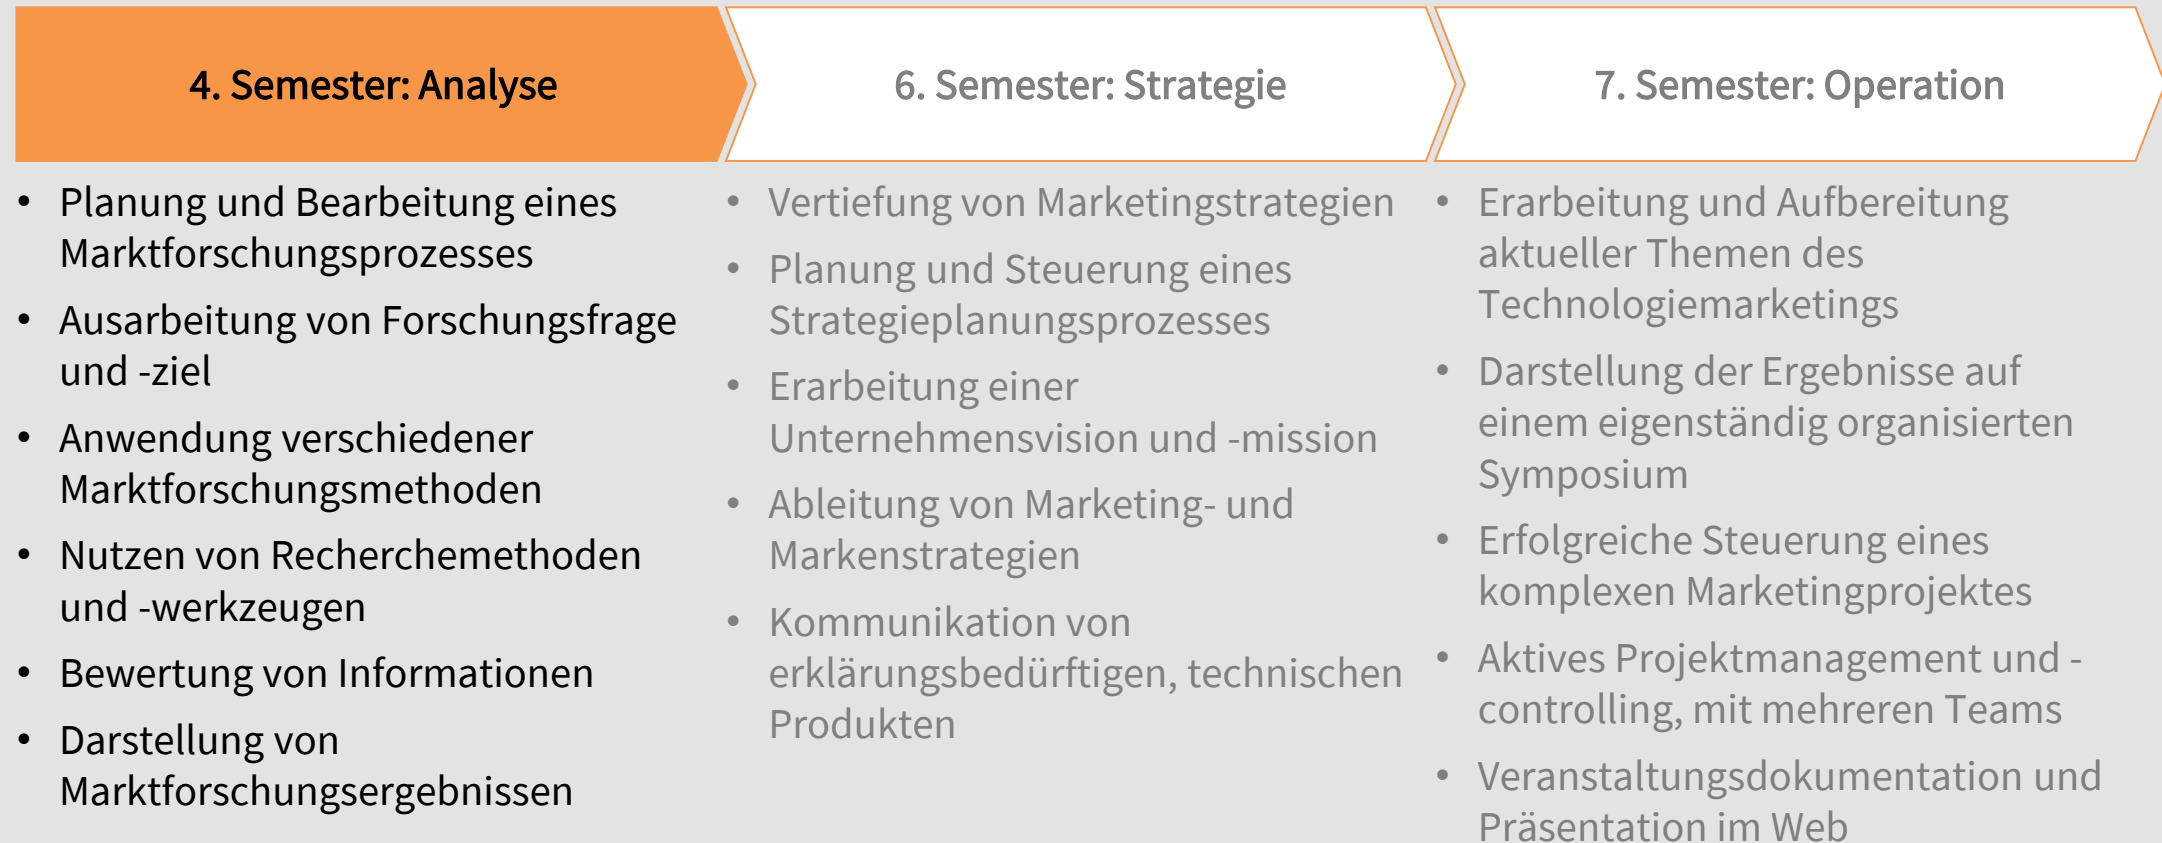 4. Semester: Analyse
• Planung und Bearbeitung eines
Marktforschungsprozesses
• Ausarbeitung von Forschungsfrage
und -ziel
• Anwendung verschiedener
Marktforschungsmethoden
• Nutzen von Recherchemethoden
und -werkzeugen
• Bewertung von Informationen
• Darstellung von
Marktforschungsergebnissen
6. Semester: Strategie
• Vertiefung von Marketingstrategien
• Planung und Steuerung eines
Strategieplanungsprozesses
• Erarbeitung einer
Unternehmensvision und -mission
• Ableitung von Marketing- und
Markenstrategien
• Kommunikation von
erklärungsbedürftigen, technischen
Produkten
7. Semester: Operation
• Erarbeitung und Aufbereitung
aktueller Themen des
Technologiemarketings
• Darstellung der Ergebnisse auf
einem eigenständig organisierten
Symposium
• Erfolgreiche Steuerung eines
komplexen Marketingprojektes
• Aktives Projektmanagement und -
controlling, mit mehreren Teams
• Veranstaltungsdokumentation und
Präsentation im Web